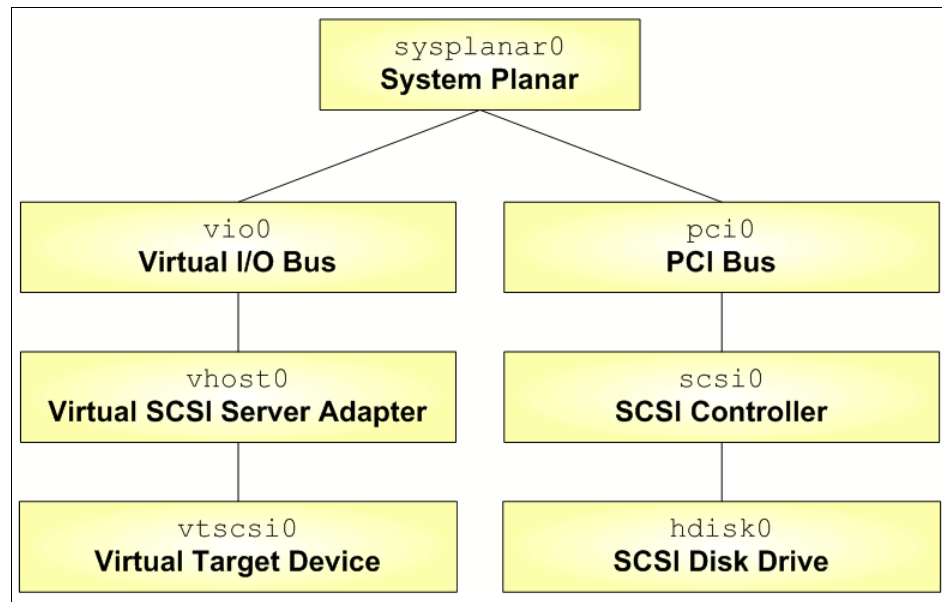 sysplanar0
System Planar
vio0
Virtual I/O Bus
pci0
PCI Bus
vhost0
Virtual SCSI Server Adapter
scsi0
SCSI Controller
vtscsi0
Virtual Target Device
hdisk0
SCSI Disk Drive